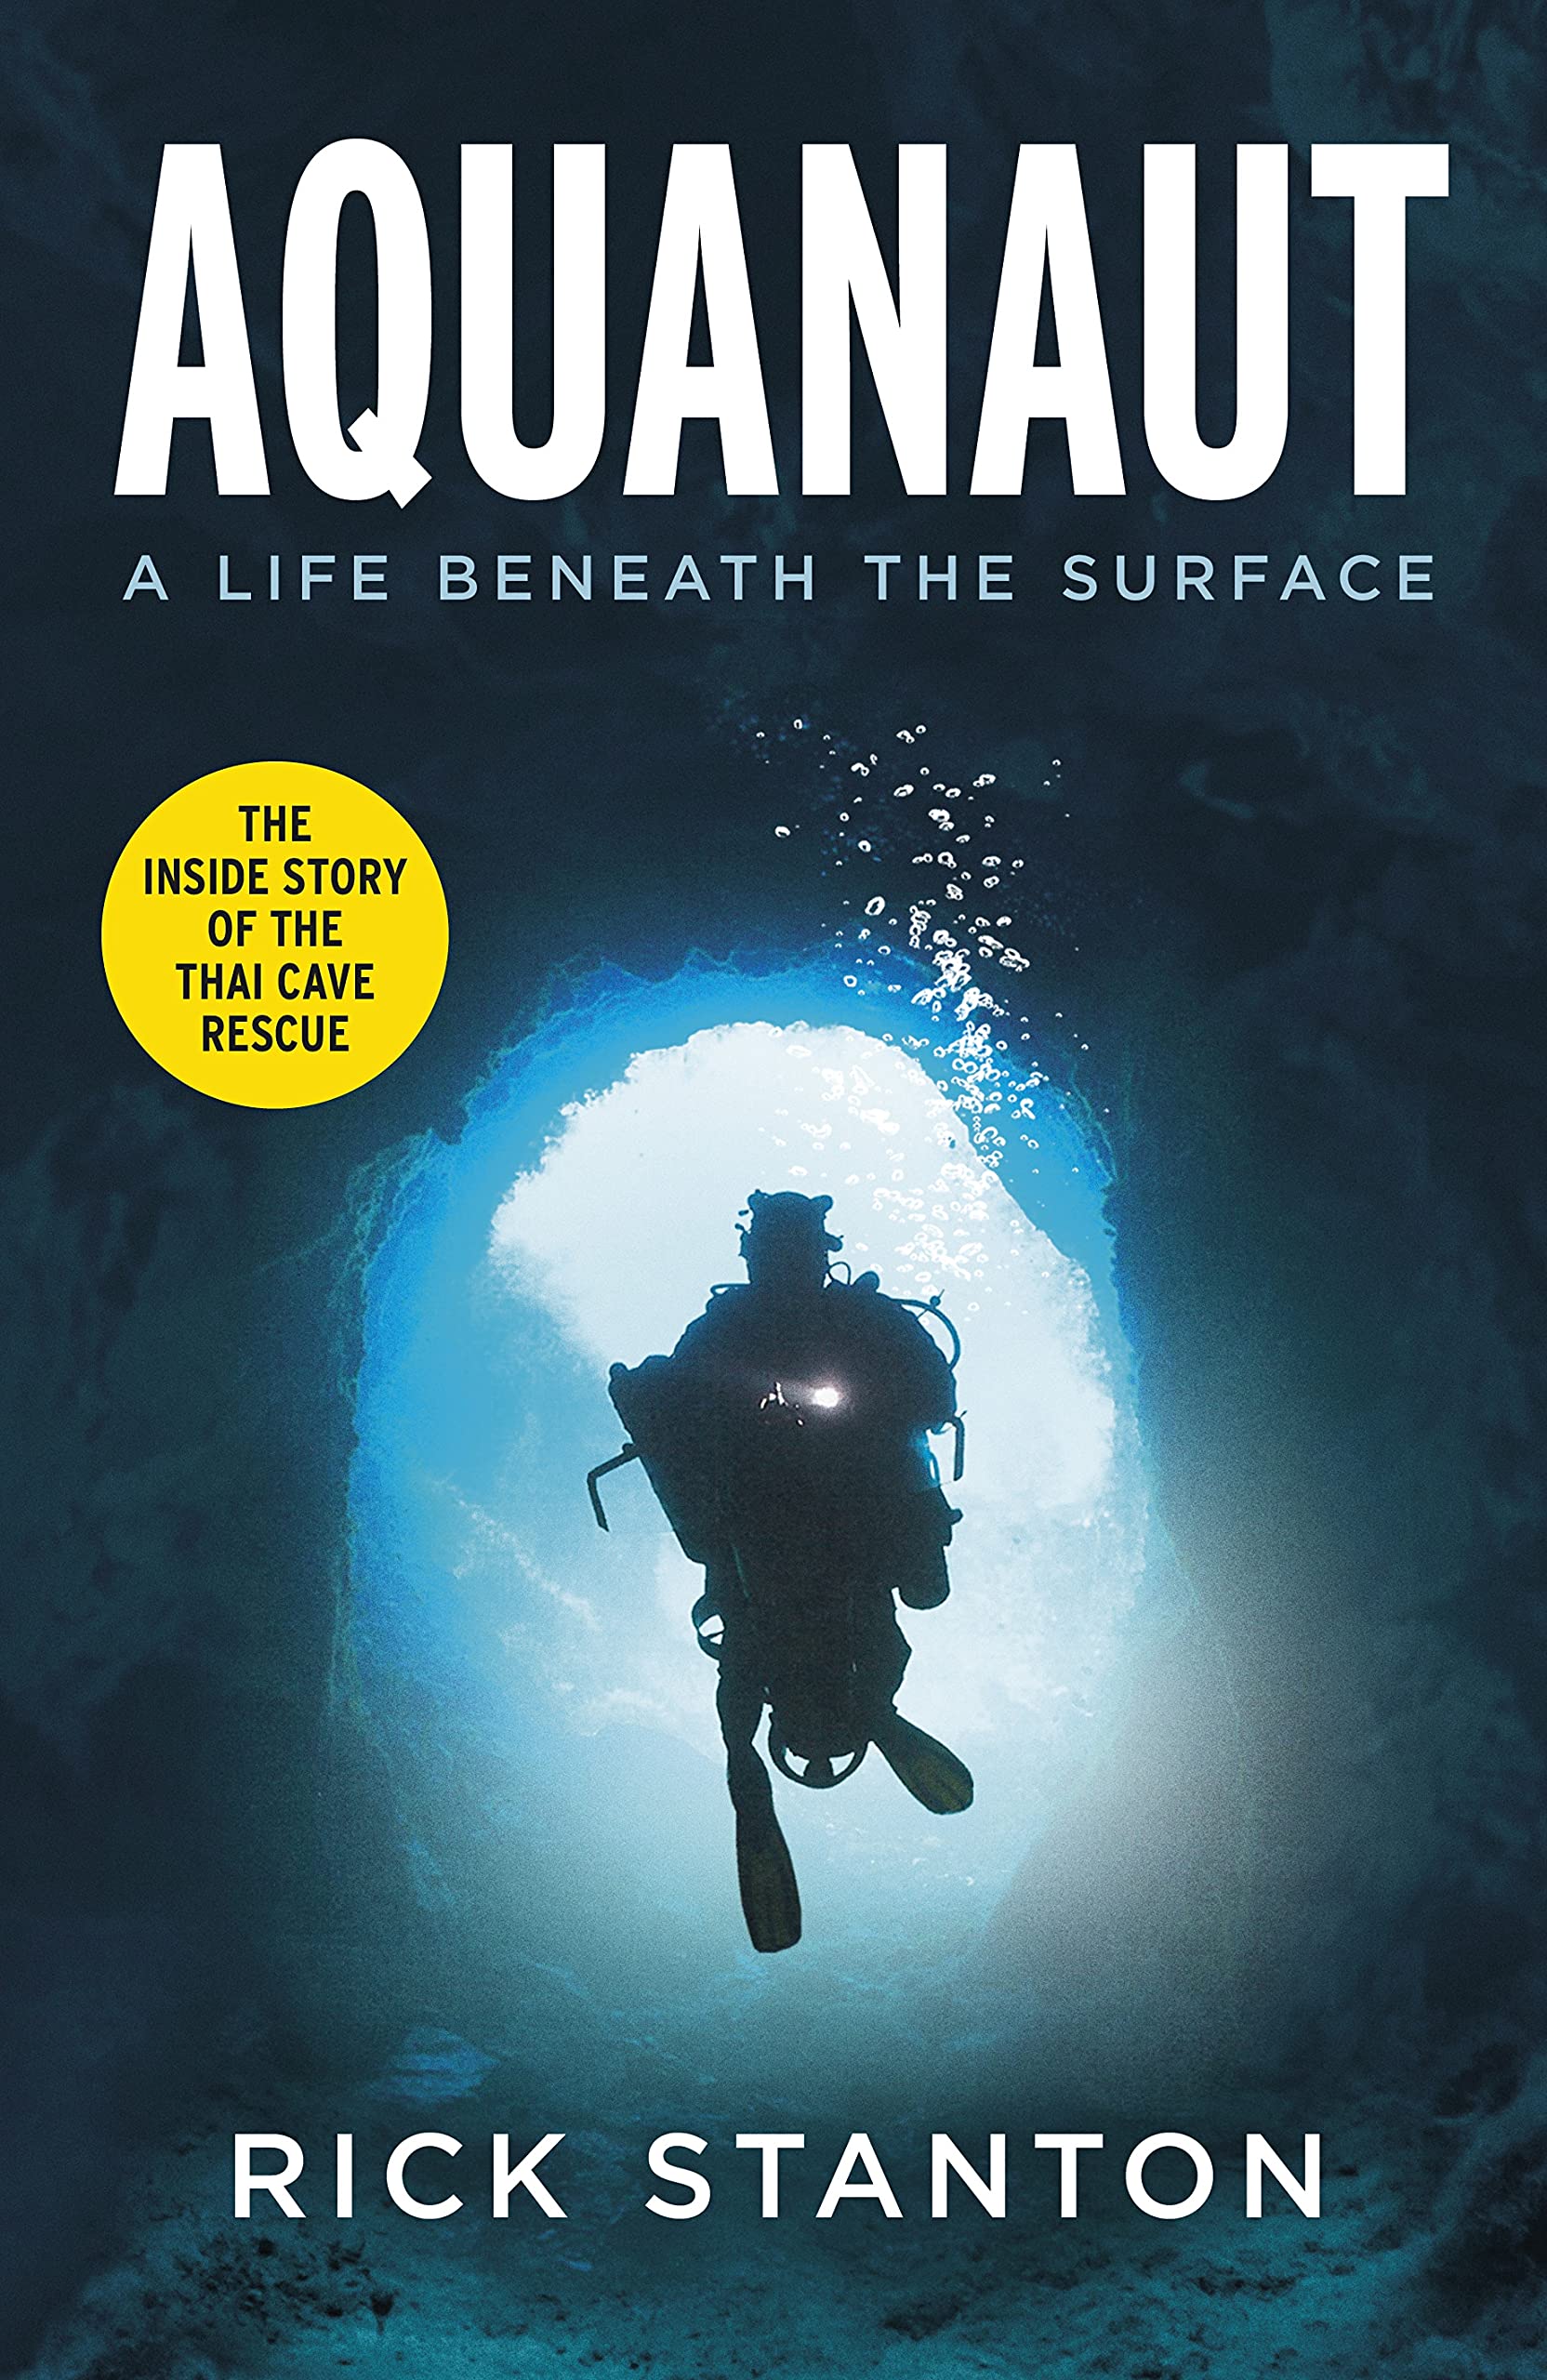 AQUANAUT
A LIFE BENEATH THE SURFACE
THE
INSIDE STORY
OF THE
THAI CAVE
RESCUE
RICK STANTON